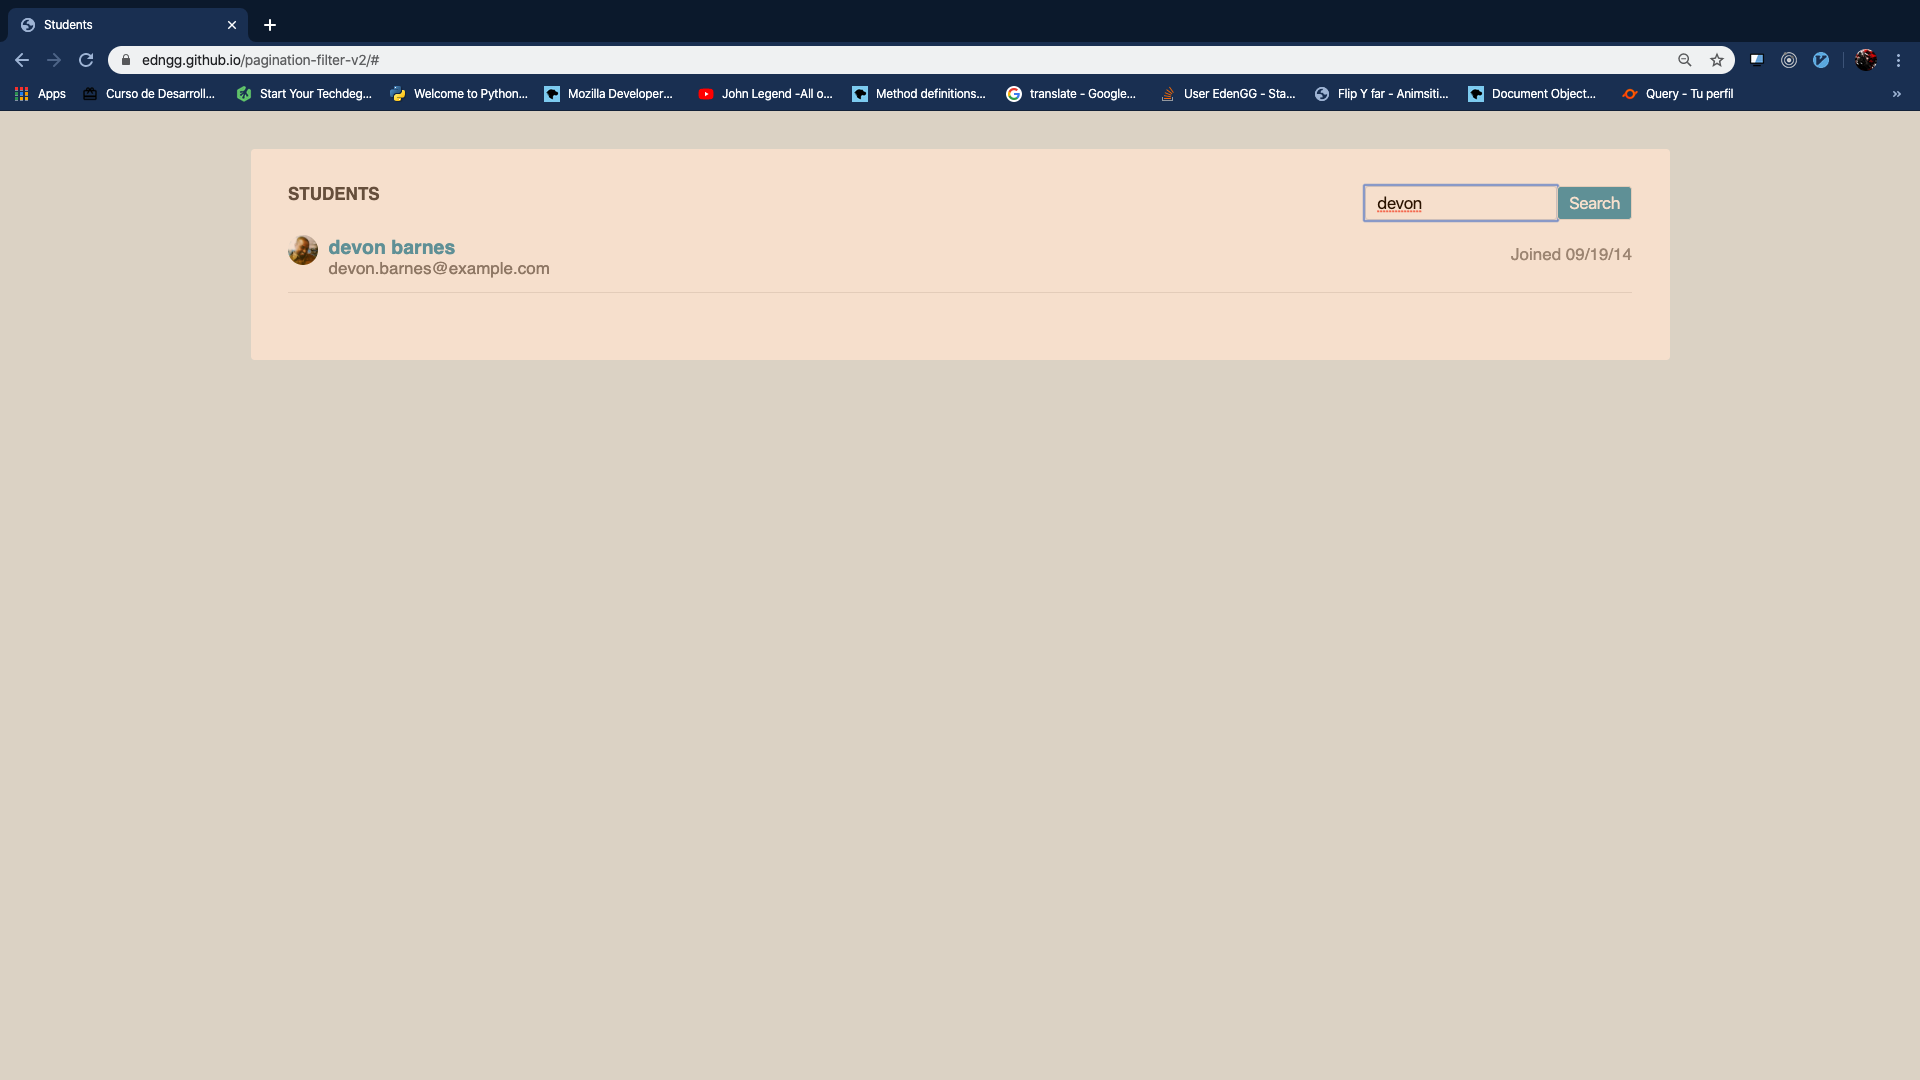 Students
edngg.github.io/pagination-filter-v2/#
Apps
Curso de Desarroll...
Start Your Techdeg...
Welcome to Python...
Mozilla Developer...
John Legend -All o...
Method definitions...
translate - Google...
User EdenGG - Sta...
Flip Y far - Animsiti...
Document Object...
Query - Tu perfil
»
STUDENTS
devon
Search
devon barnes
devon.barnes@example.com
Joined 09/19/14